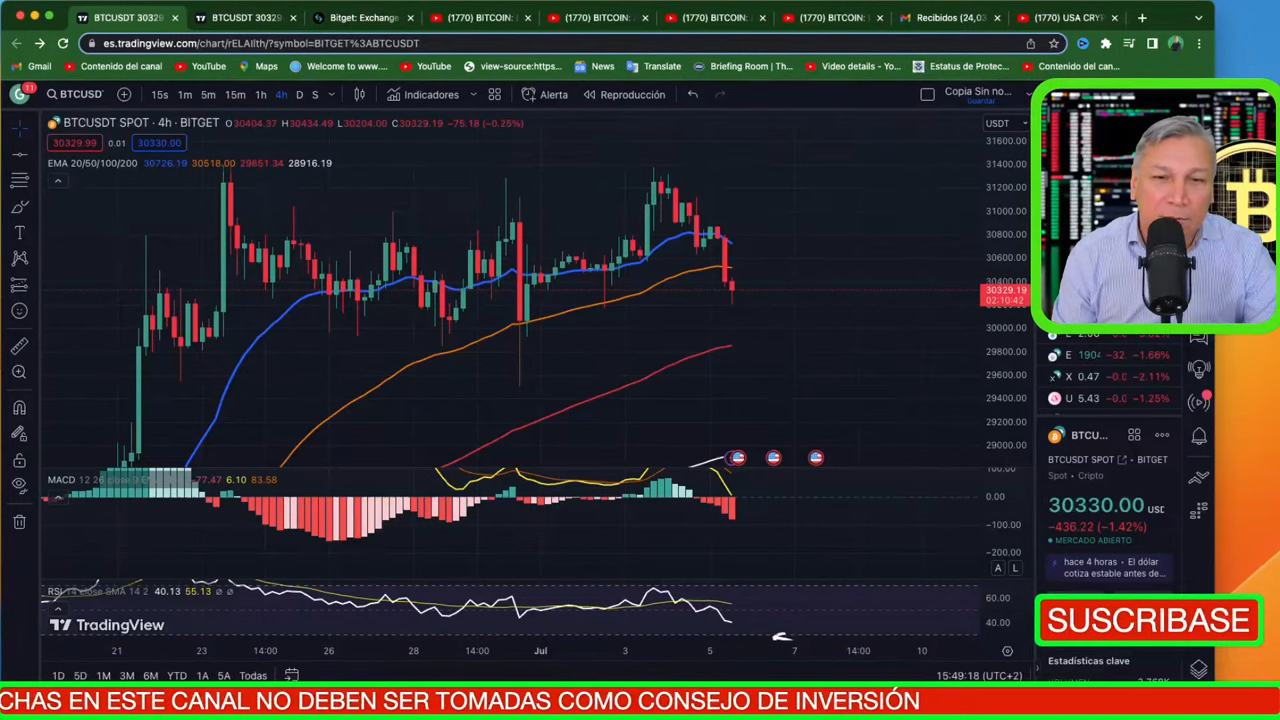 BTCUSDT 30329
BTCUSDT 30329
Bitget: Exchange
(1770) BITCOIN:
(1770) BITCOIN:
(1770) BITCOIN:
(1770) BITCOIN:
Recibidos (24,03
(1770) USA CRY
es.tradingview.com/chart/rELAIlth/?symbol=BITGET%3ABTCUSDT
Gmail
Contenido del canal
YouTube
Maps
Welcome to www....
YouTube
view-source:https...
News
Translate
Briefing Room | Th...
Video details - Yo...
Estatus de Protec...
Contenido del can...
11
BTCUSD
15s 1m 5m 15m 1h 4h D S
Indicadores
Alerta
Reproducción
Copia Sin no...
Guardar
BTCUSDT SPOT · 4h · BITGET O30404.37 H30434.49 L30204.00 C30329.19 −75.18 (−0.25%)
USDT
30329.99 0.01 30330.00
EMA 20/50/100/200 30726.19 30518.00 29851.34 28916.19
31600.00
31400.00
31200.00
31000.00
30800.00
30600.00
30400.00
30329.19
02:10:42
30000.00
29800.00
29600.00
29400.00
29200.00
29000.00
MACD 12 26 close 9 −77.47 6.10 83.58
0.00
−100.00
−200.00
A L
RSI 14 close SMA 14 2 40.13 55.13 ø ø
60.00
40.00
TradingView
21 23 14:00 26 28 14:00 Jul 3 5 7 14:00 10
1D 5D 1M 3M 6M YTD 1A 5A Todas
15:49:18 (UTC+2)
E 1904 −32. −1.66%
X 0.47 −0.0 −2.11%
U 5.43 −0.0 −1.25%
BTCU...
BTCUSDT SPOT BITGET
Spot • Cripto
30330.00 USD
−436.22 (−1.42%)
MERCADO ABIERTO
hace 4 horas • El dólar
cotiza estable antes de...
SUSCRIBASE
Estadísticas clave
CHAS EN ESTE CANAL NO DEBEN SER TOMADAS COMO CONSEJO DE INVERSIÓN